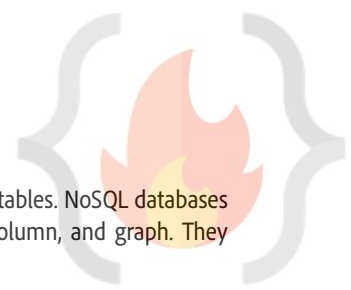 tables. NoSQL databases
olumn, and graph. They